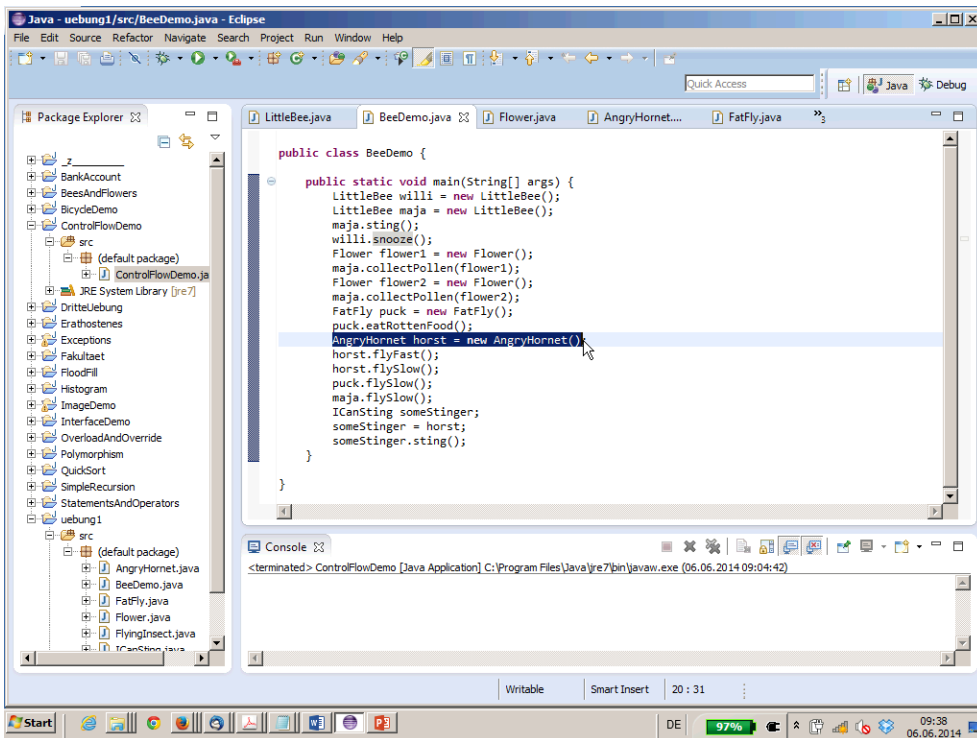 Java - uebung1/src/BeeDemo.java - Eclipse
File Edit Source Refactor Navigate Search Project Run Window Help
Quick Access
Java
Debug
Package Explorer
_z_________
BankAccount
BeesAndFlowers
BicycleDemo
ControlFlowDemo
src
(default package)
ControlFlowDemo.ja
JRE System Library [jre7]
DritteUebung
Erathostenes
Exceptions
Fakultaet
FloodFill
Histogram
ImageDemo
InterfaceDemo
OverloadAndOverride
Polymorphism
QuickSort
SimpleRecursion
StatementsAndOperators
uebung1
src
(default package)
AngryHornet.java
BeeDemo.java
FatFly.java
Flower.java
FlyingInsect.java
ICanSting.java
LittleBee.java BeeDemo.java Flower.java AngryHornet.... FatFly.java »3
public class BeeDemo {
public static void main(String[] args) {
LittleBee willi = new LittleBee();
LittleBee maja = new LittleBee();
maja.sting();
willi.snooze();
Flower flower1 = new Flower();
maja.collectPollen(flower1);
Flower flower2 = new Flower();
maja.collectPollen(flower2);
FatFly puck = new FatFly();
puck.eatRottenFood();
AngryHornet horst = new AngryHornet();
horst.flyFast();
horst.flySlow();
puck.flySlow();
maja.flySlow();
ICanSting someStinger;
someStinger = horst;
someStinger.sting();
}
}
Console
<terminated> ControlFlowDemo [Java Application] C:\Program Files\Java\jre7\bin\javaw.exe (06.06.2014 09:04:42)
Writable Smart Insert 20 : 31
Start
DE
97%
09:38
06.06.2014